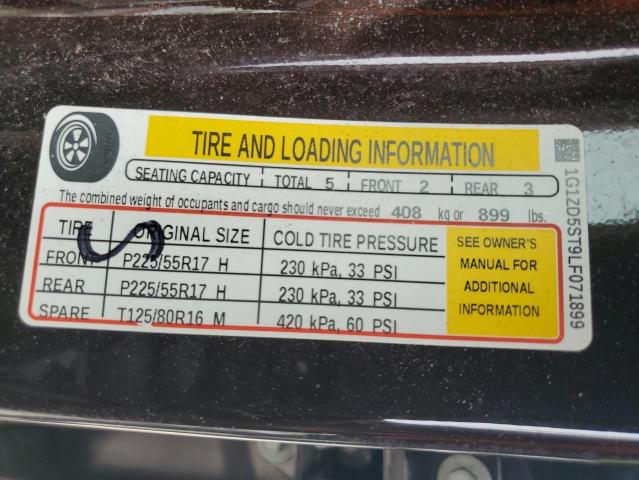 TIRE AND LOADING INFORMATION
SEATING CAPACITY TOTAL 5 FRONT 2 REAR 3
The combined weight of occupants and cargo should never exceed 408 kg or 899 lbs.
TIRE ORIGINAL SIZE COLD TIRE PRESSURE
FRONT P225/55R17 H 230 kPa, 33 PSI
REAR P225/55R17 H 230 kPa, 33 PSI
SPARE T125/80R16 M 420 kPa, 60 PSI
SEE OWNER'S
MANUAL FOR
ADDITIONAL
INFORMATION
1G1ZD5ST9LF071899